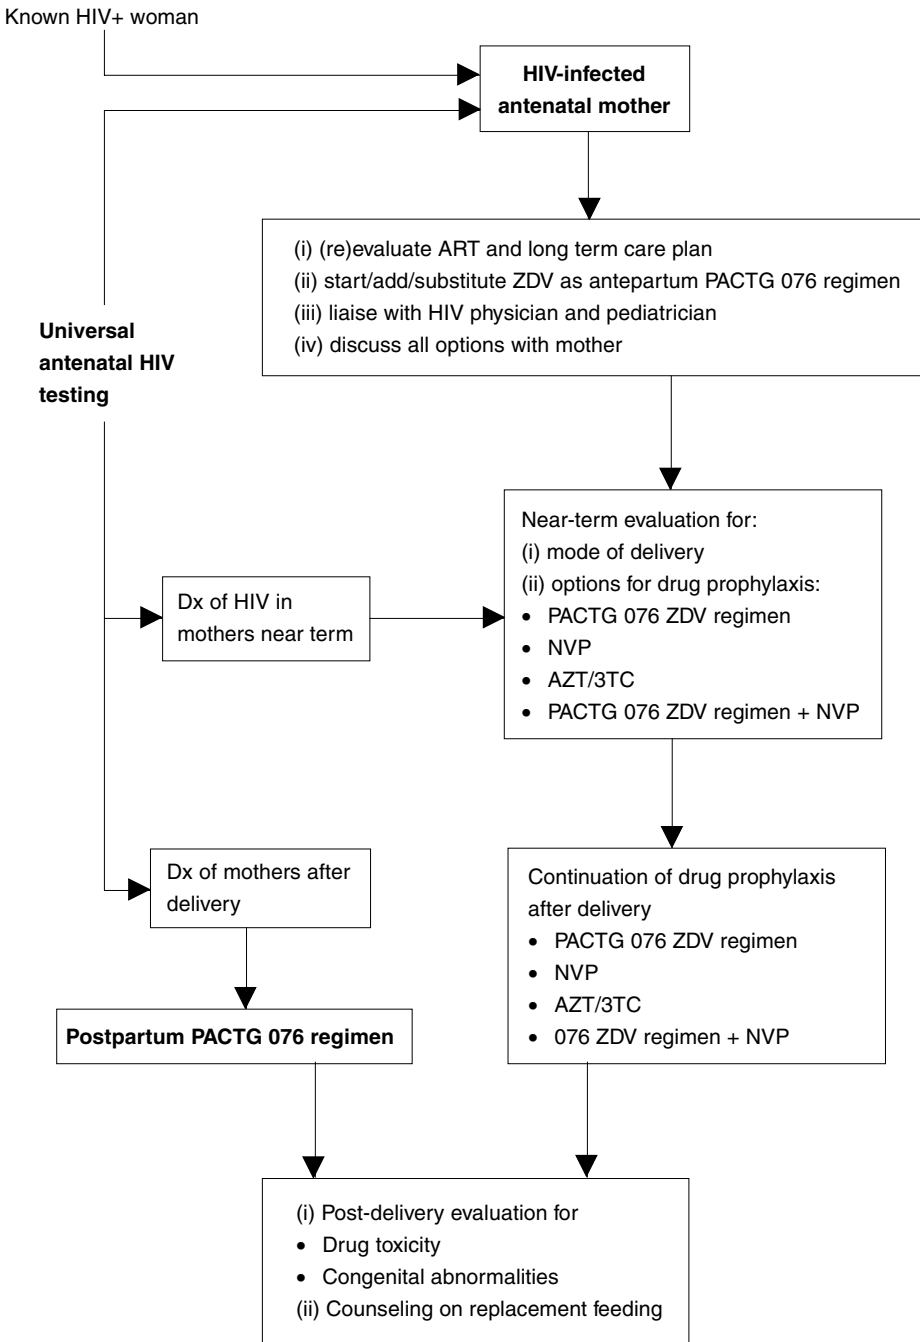 Known HIV+ woman
HIV-infected
antenatal mother
(i) (re)evaluate ART and long term care plan
(ii) start/add/substitute ZDV as antepartum PACTG 076 regimen
(iii) liaise with HIV physician and pediatrician
(iv) discuss all options with mother
Universal
antenatal HIV
testing
Near-term evaluation for:
(i) mode of delivery
(ii) options for drug prophylaxis:
• PACTG 076 ZDV regimen
• NVP
• AZT/3TC
• PACTG 076 ZDV regimen + NVP
Dx of HIV in
mothers near term
Dx of mothers after
delivery
Continuation of drug prophylaxis
after delivery
• PACTG 076 ZDV regimen
• NVP
• AZT/3TC
• 076 ZDV regimen + NVP
Postpartum PACTG 076 regimen
(i) Post-delivery evaluation for
• Drug toxicity
• Congenital abnormalities
(ii) Counseling on replacement feeding